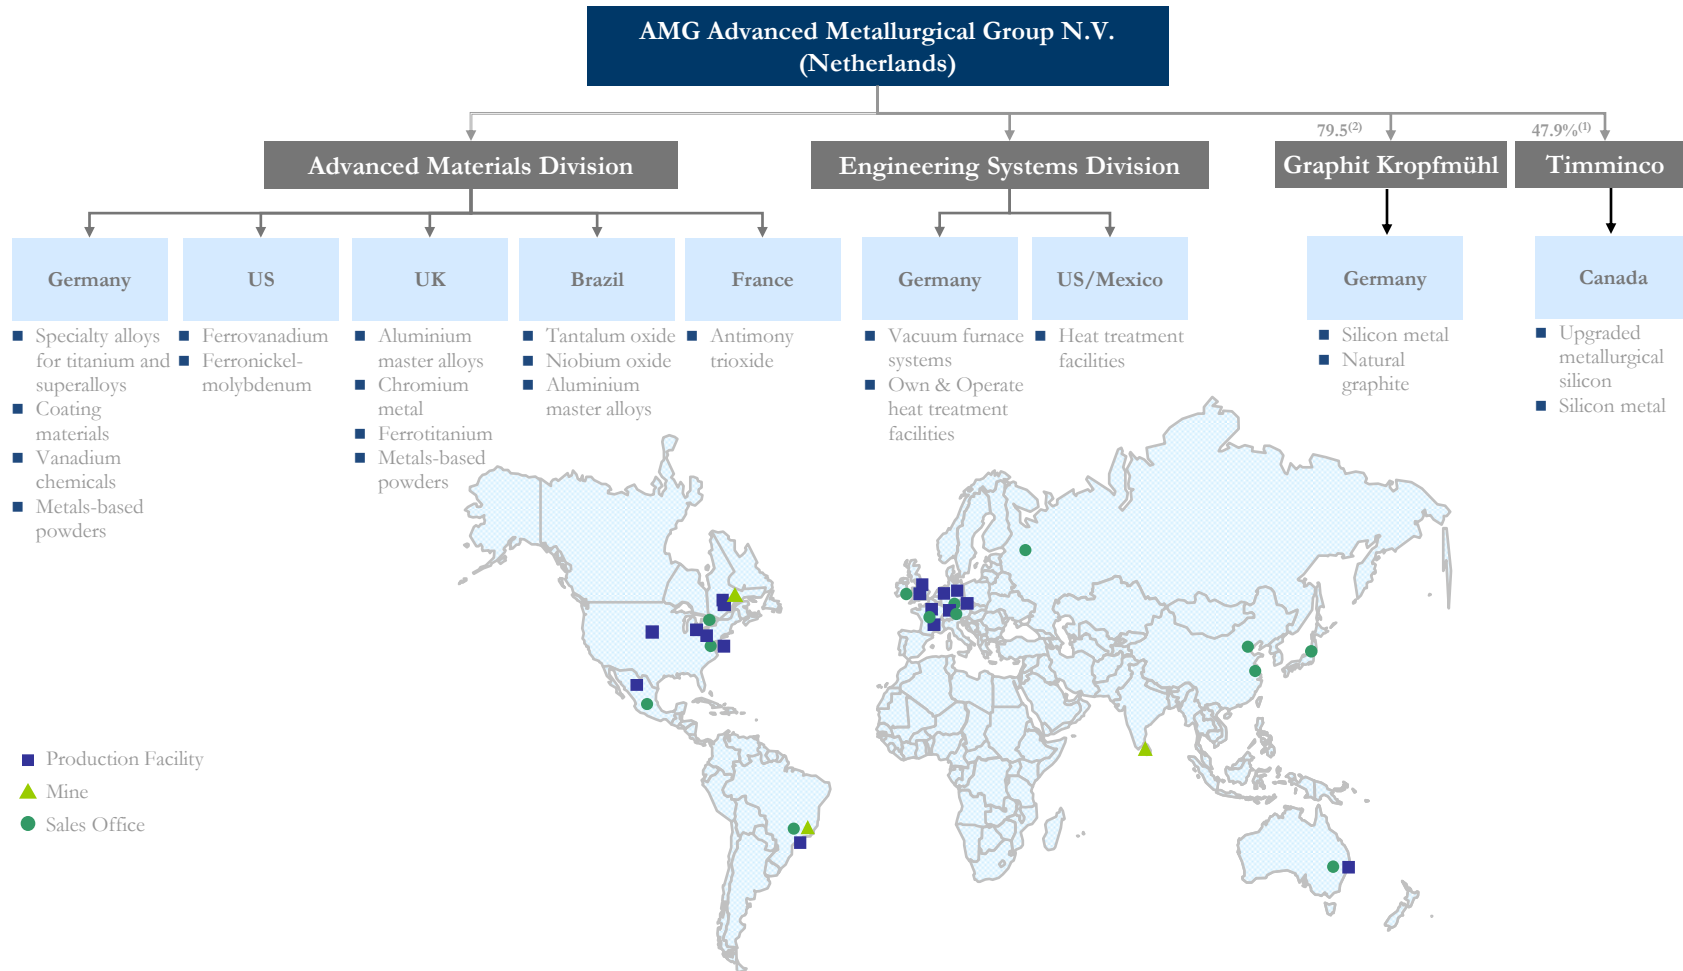 AMG Advanced Metallurgical Group N.V.
(Netherlands)
79.5(2)
47.9%(1)
Advanced Materials Division
Engineering Systems Division
Graphit Kropfmühl
Timminco
Germany
US
UK
Brazil
France
Germany
US/Mexico
Germany
Canada
Specialty alloys
for titanium and
superalloys
Coating
materials
Vanadium
chemicals
Metals-based
powders
Ferrovanadium
Ferronickel-
molybdenum
Aluminium
master alloys
Chromium
metal
Ferrotitanium
Metals-based
powders
Tantalum oxide
Niobium oxide
Aluminium
master alloys
Antimony
trioxide
Vacuum furnace
systems
Own & Operate
heat treatment
facilities
Heat treatment
facilities
Silicon metal
Natural
graphite
Upgraded
metallurgical
silicon
Silicon metal
Production Facility
Mine
Sales Office